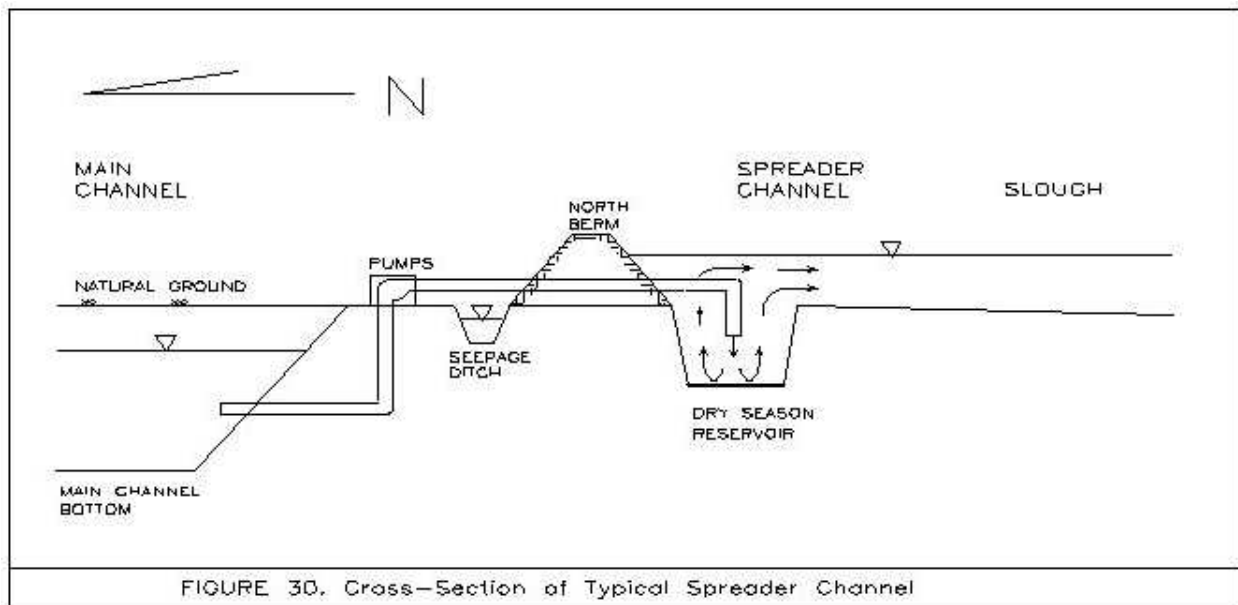 N
MAIN
CHANNEL
SPREADER
CHANNEL
SLOUGH
NORTH
BERM
PUMPS
NATURAL GROUND
SEEPAGE
DITCH
DRY SEASON
RESERVOIR
MAIN CHANNEL
BOTTOM
FIGURE 30. Cross-Section of Typical Spreader Channel